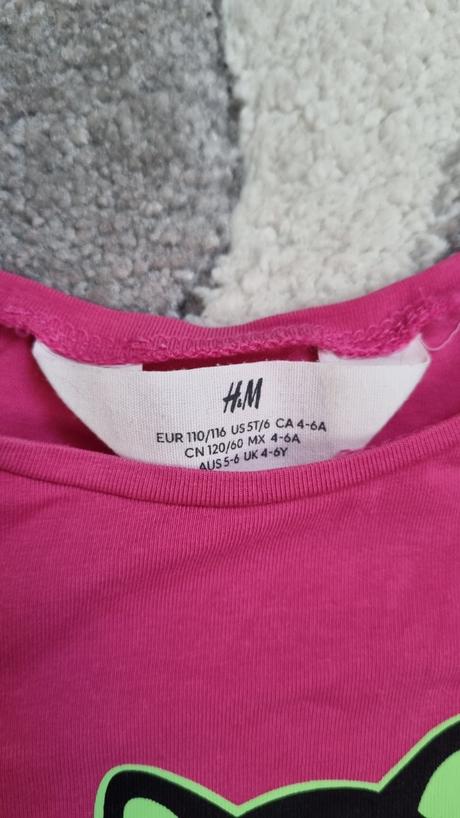 H&M
EUR 110/116 US 5T/6 CA 4-6A
CN 120/60 MX 4-6A
AUS 5-6 UK 4-6Y